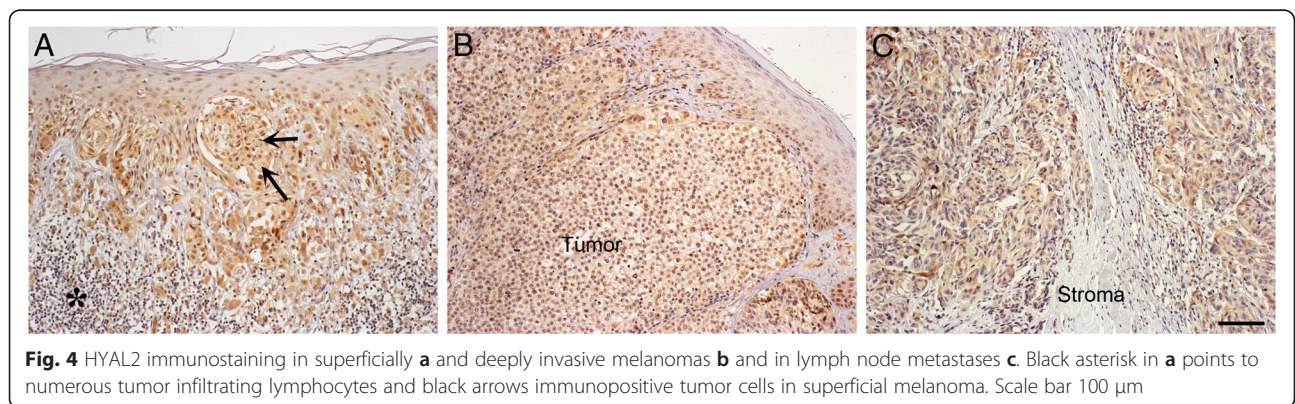 A
B
C
*
Tumor
Stroma
Fig. 4 HYAL2 immunostaining in superficially a and deeply invasive melanomas b and in lymph node metastases c. Black asterisk in a points to
numerous tumor infiltrating lymphocytes and black arrows immunopositive tumor cells in superficial melanoma. Scale bar 100 μm